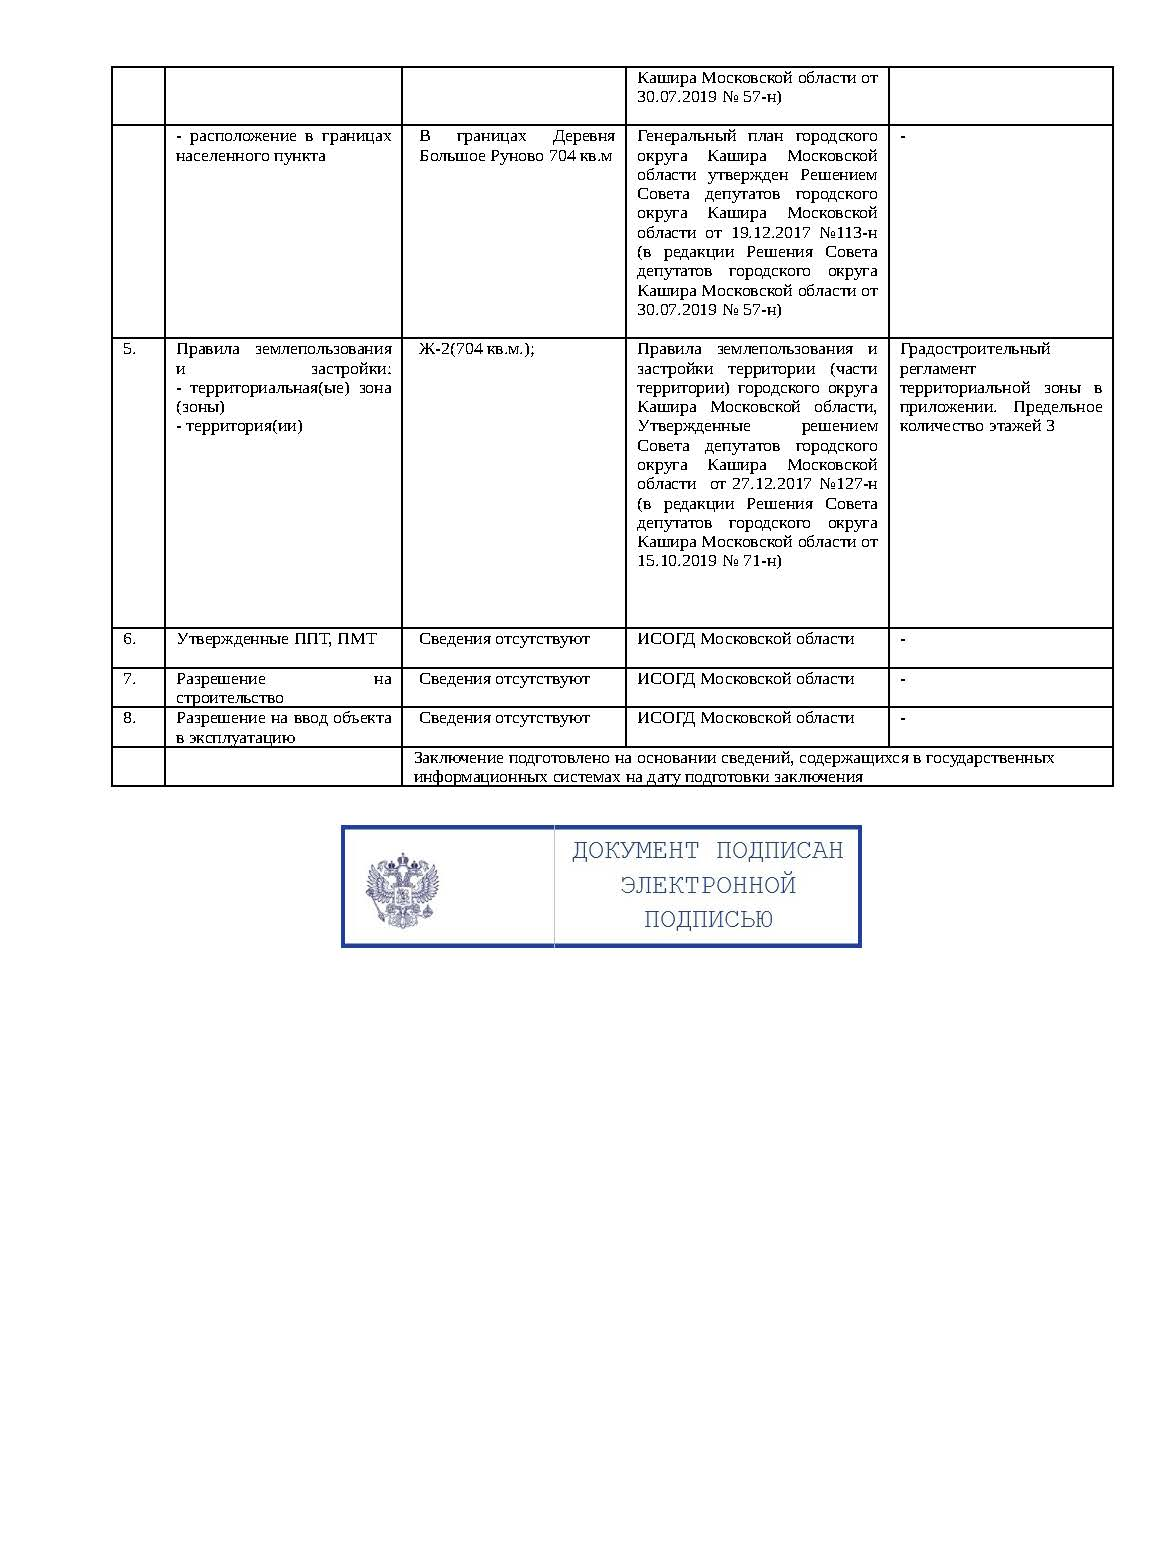 Кашира Московской области от
30.07.2019 № 57-н)
- расположение в границах
населенного пункта
В границах Деревня
Большое Руново 704 кв.м
Генеральный план городского
округа Кашира Московской
области утвержден Решением
Совета депутатов городского
округа Кашира Московской
области от 19.12.2017 №113-н
(в редакции Решения Совета
депутатов городского округа
Кашира Московской области от
30.07.2019 № 57-н)
-
5.
Правила землепользования
и застройки:
- территориальная(ые) зона
(зоны)
- территория(ии)
Ж-2(704 кв.м.);
Правила землепользования и
застройки территории (части
территории) городского округа
Кашира Московской области,
Утвержденные решением
Совета депутатов городского
округа Кашира Московской
области от 27.12.2017 №127-н
(в редакции Решения Совета
депутатов городского округа
Кашира Московской области от
15.10.2019 № 71-н)
Градостроительный
регламент
территориальной зоны в
приложении. Предельное
количество этажей 3
6.
Утвержденные ППТ, ПМТ
Сведения отсутствуют
ИСОГД Московской области
-
7.
Разрешение на
строительство
Сведения отсутствуют
ИСОГД Московской области
-
8.
Разрешение на ввод объекта
в эксплуатацию
Сведения отсутствуют
ИСОГД Московской области
-
Заключение подготовлено на основании сведений, содержащихся в государственных
информационных системах на дату подготовки заключения
ДОКУМЕНТ ПОДПИСАН
ЭЛЕКТРОННОЙ
ПОДПИСЬЮ